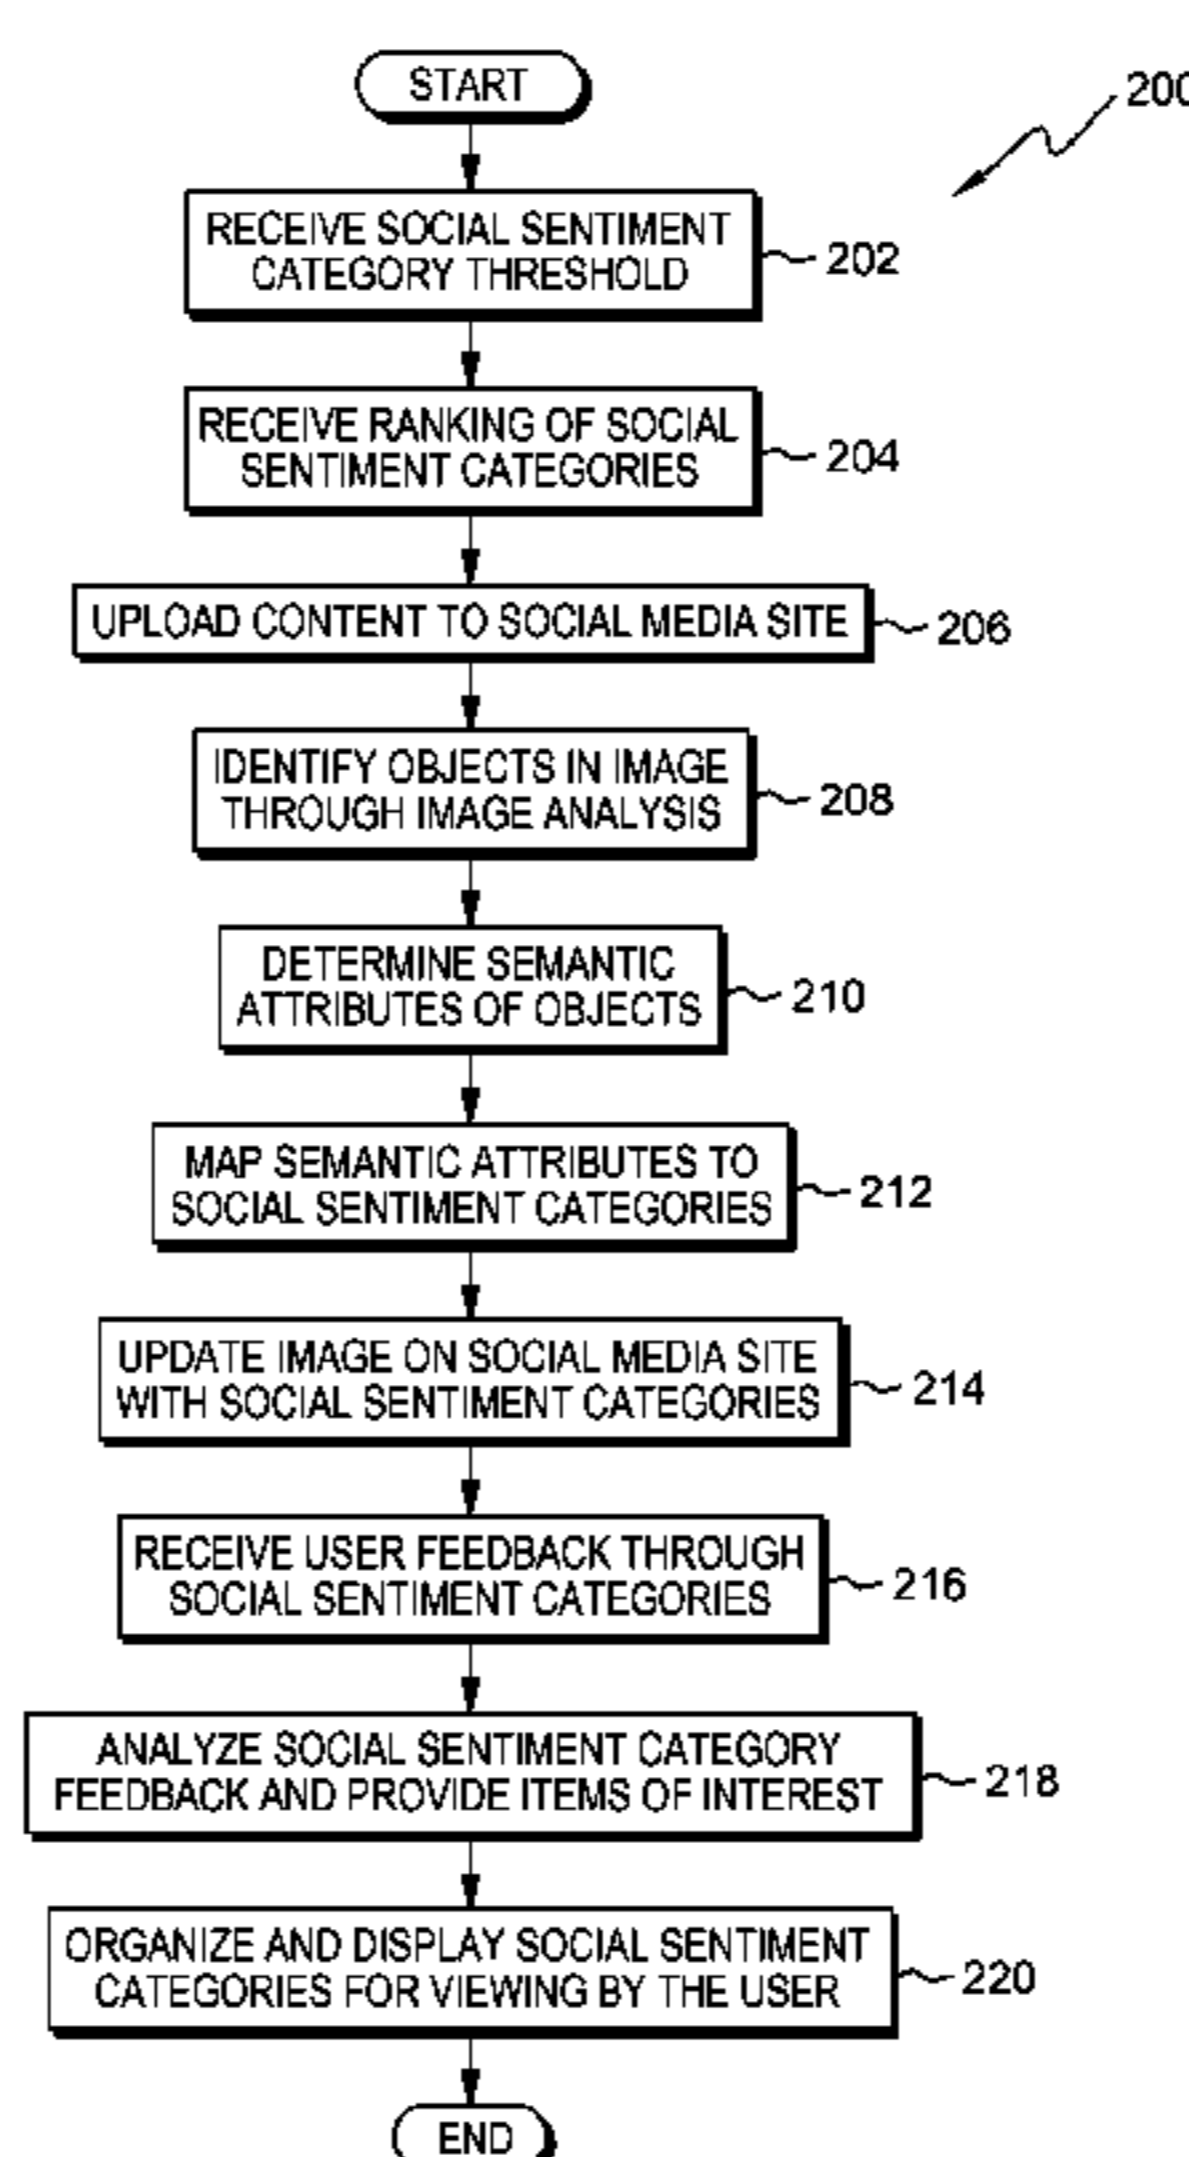 START
200
RECEIVE SOCIAL SENTIMENT
CATEGORY THRESHOLD
202
RECEIVE RANKING OF SOCIAL
SENTIMENT CATEGORIES
204
UPLOAD CONTENT TO SOCIAL MEDIA SITE
206
IDENTIFY OBJECTS IN IMAGE
THROUGH IMAGE ANALYSIS
208
DETERMINE SEMANTIC
ATTRIBUTES OF OBJECTS
210
MAP SEMANTIC ATTRIBUTES TO
SOCIAL SENTIMENT CATEGORIES
212
UPDATE IMAGE ON SOCIAL MEDIA SITE
WITH SOCIAL SENTIMENT CATEGORIES
214
RECEIVE USER FEEDBACK THROUGH
SOCIAL SENTIMENT CATEGORIES
216
ANALYZE SOCIAL SENTIMENT CATEGORY
FEEDBACK AND PROVIDE ITEMS OF INTEREST
218
ORGANIZE AND DISPLAY SOCIAL SENTIMENT
CATEGORIES FOR VIEWING BY THE USER
220
END